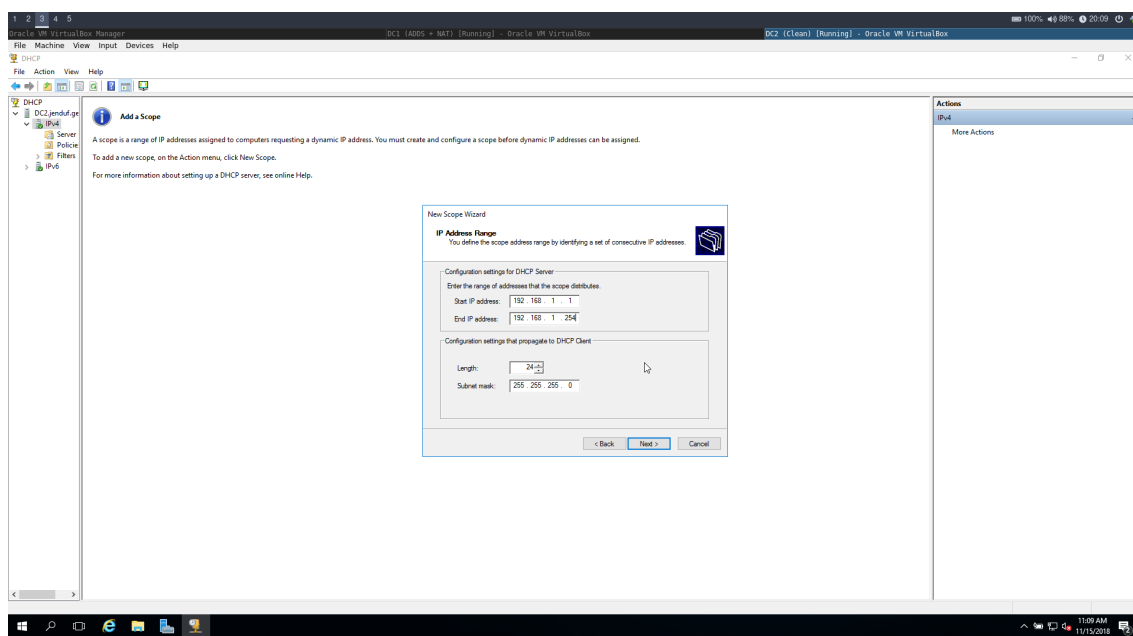 1 2 3 4 5
100% 88% 20:09
Oracle VM VirtualBox Manager
DC1 (ADDS + NAT) [Running] - Oracle VM VirtualBox
DC2 (Clean) [Running] - Oracle VM VirtualBox
File Machine View Input Devices Help
DHCP
File Action View Help
DHCP
DC2.jenduf.ge
IPv4
Server
Policie
Filters
IPv6
Add a Scope
A scope is a range of IP addresses assigned to computers requesting a dynamic IP address. You must create and configure a scope before dynamic IP addresses can be assigned.
To add a new scope, on the Action menu, click New Scope.
For more information about setting up a DHCP server, see online Help.
New Scope Wizard
IP Address Range
You define the scope address range by identifying a set of consecutive IP addresses.
Configuration settings for DHCP Server
Enter the range of addresses that the scope distributes.
Start IP address: 192 . 168 . 1 . 1
End IP address: 192 . 168 . 1 . 254
Configuration settings that propagate to DHCP Client
Length: 24
Subnet mask: 255 . 255 . 255 . 0
< Back Next > Cancel
Actions
IPv4
More Actions
11:09 AM
11/15/2018